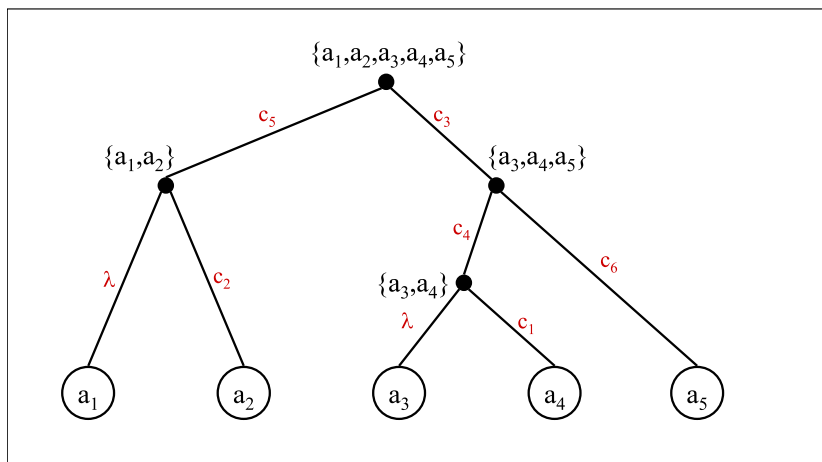 {a₁,a₂,a₃,a₄,a₅}
c₅ c₃
{a₁,a₂} {a₃,a₄,a₅}
c₄
λ c₂ c₆
{a₃,a₄}
λ c₁
a₁ a₂ a₃ a₄ a₅